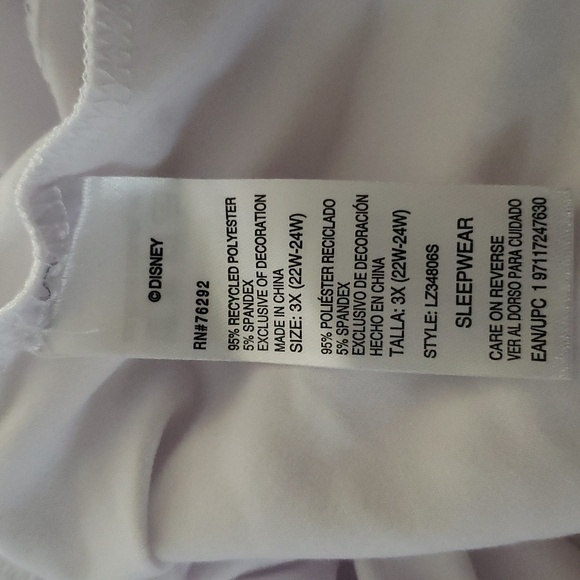 ©DISNEY
RN#76292
95% RECYCLED POLYESTER
5% SPANDEX
EXCLUSIVE OF DECORATION
MADE IN CHINA
SIZE: 3X (22W-24W)
95% POLIÉSTER RECICLADO
5% SPANDEX
EXCLUSIVO DE DECORACIÓN
HECHO EN CHINA
TALLA: 3X (22W-24W)
STYLE: LZ34806S
SLEEPWEAR
CARE ON REVERSE
VER AL DORSO PARA CUIDADO
EAN/UPC 1 97117247630